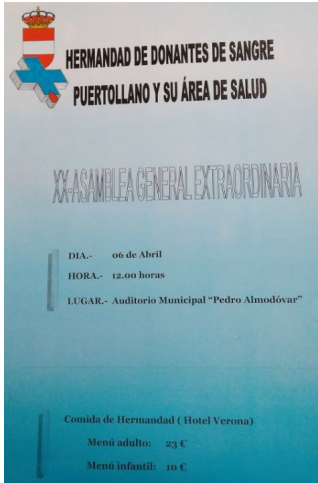 HERMANDAD DE DONANTES DE SANGRE
PUERTOLLANO Y SU ÁREA DE SALUD
XX-ASAMBLEA GENERAL EXTRAORDINARIA
DIA.- 06 de Abril
HORA.- 12.00 horas
LUGAR.- Auditorio Municipal “Pedro Almodóvar”
Comida de Hermandad ( Hotel Verona)
Menú adulto: 23 €
Menú infantil: 10 €